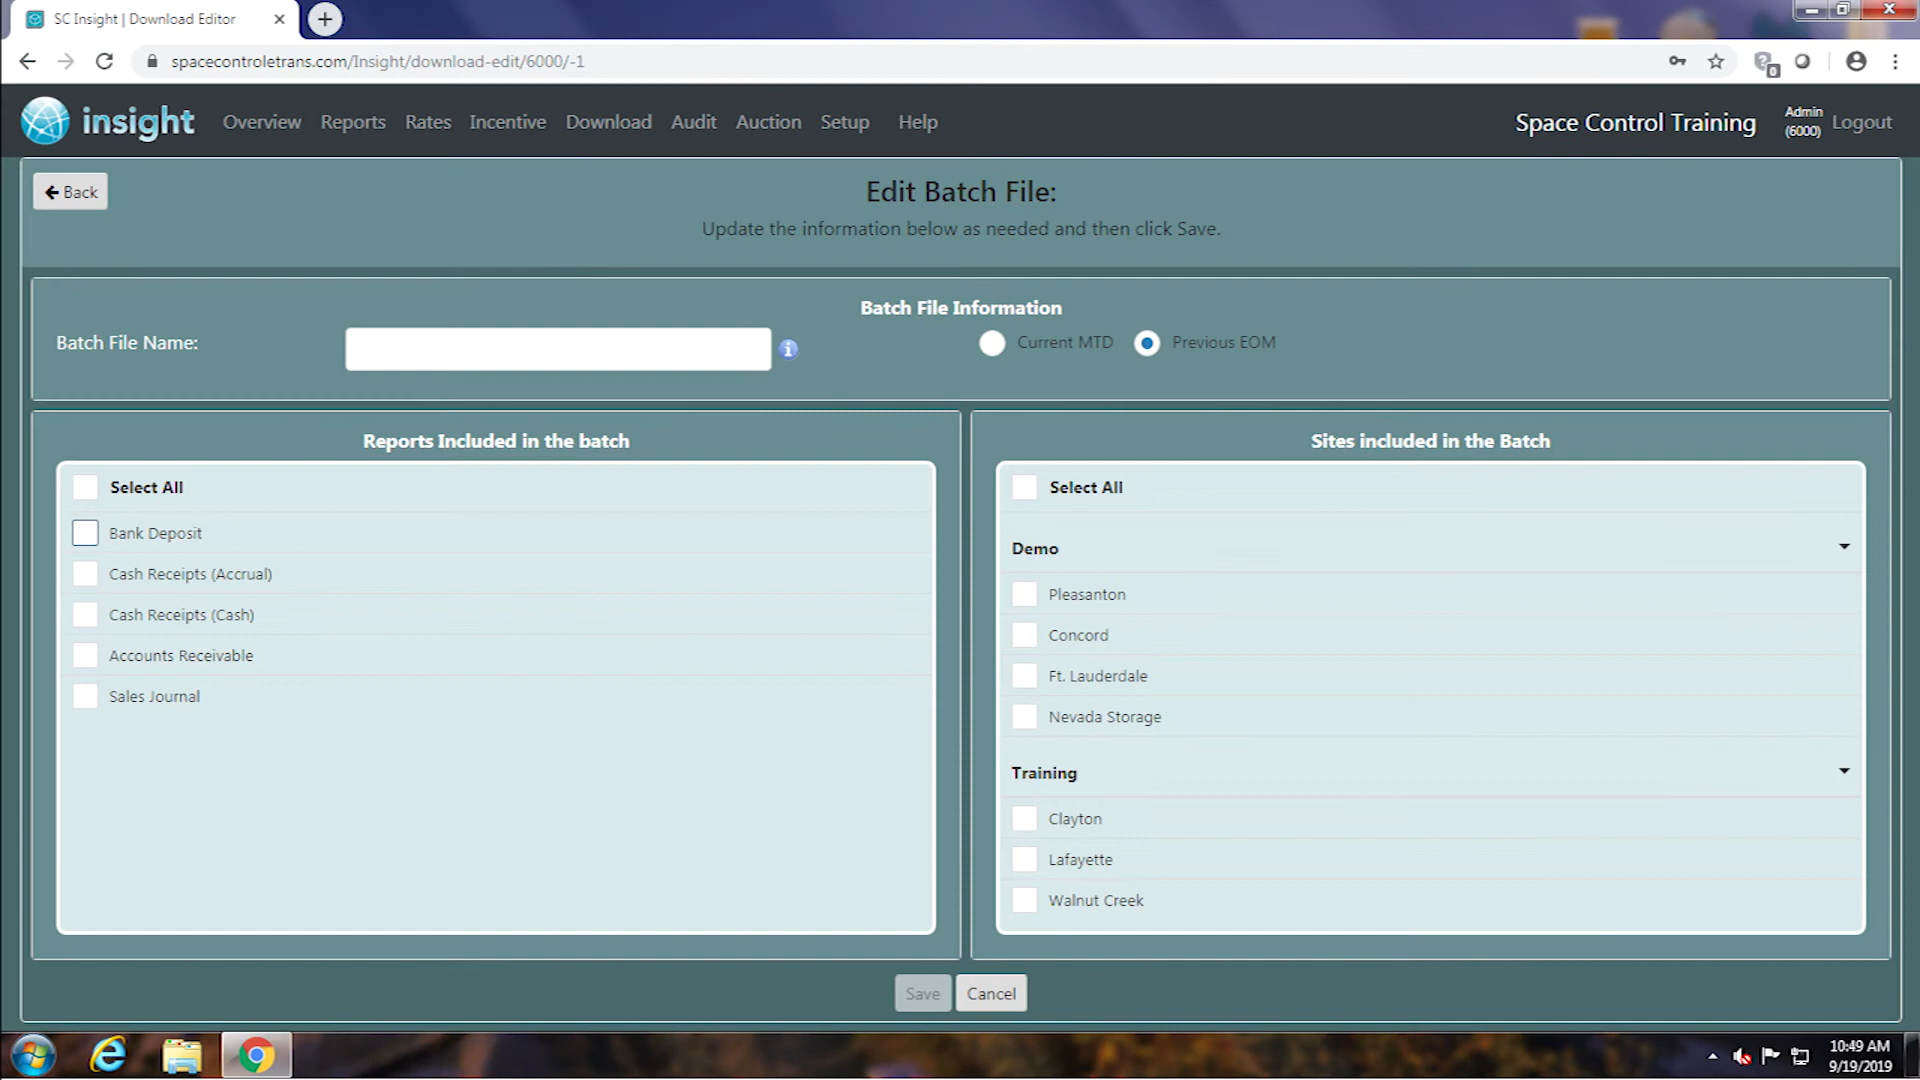 SC Insight | Download Editor
spacecontroletrans.com/Insight/download-edit/6000/-1
0
insight Overview Reports Rates Incentive Download Audit Auction Setup Help Space Control Training Admin (6000) Logout
Back
Edit Batch File:
Update the information below as needed and then click Save.
Batch File Information
Batch File Name: Current MTD Previous EOM
Reports Included in the batch
Select All
Bank Deposit
Cash Receipts (Accrual)
Cash Receipts (Cash)
Accounts Receivable
Sales Journal
Sites included in the Batch
Select All
Demo
Pleasanton
Concord
Ft. Lauderdale
Nevada Storage
Training
Clayton
Lafayette
Walnut Creek
Save Cancel
10:49 AM
9/19/2019